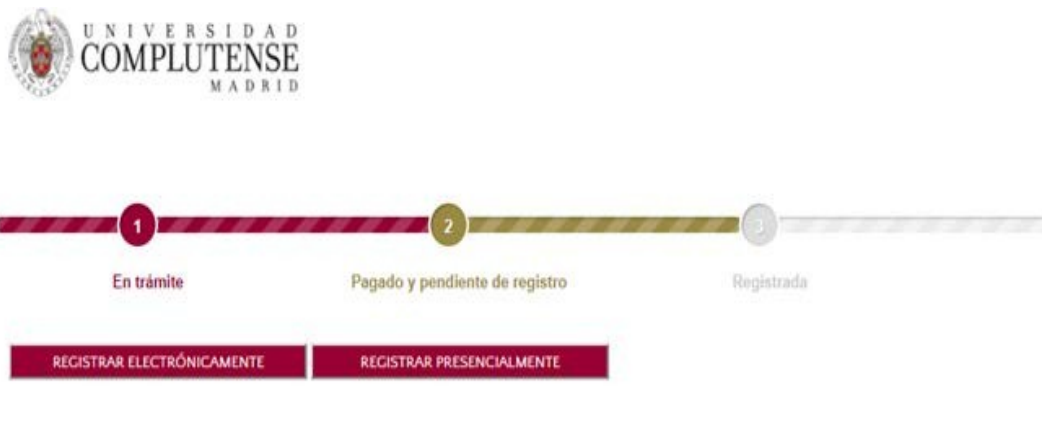 UNIVERSIDAD
COMPLUTENSE
MADRID
1
2
3
En trámite
Pagado y pendiente de registro
Registrada
REGISTRAR ELECTRÓNICAMENTE
REGISTRAR PRESENCIALMENTE